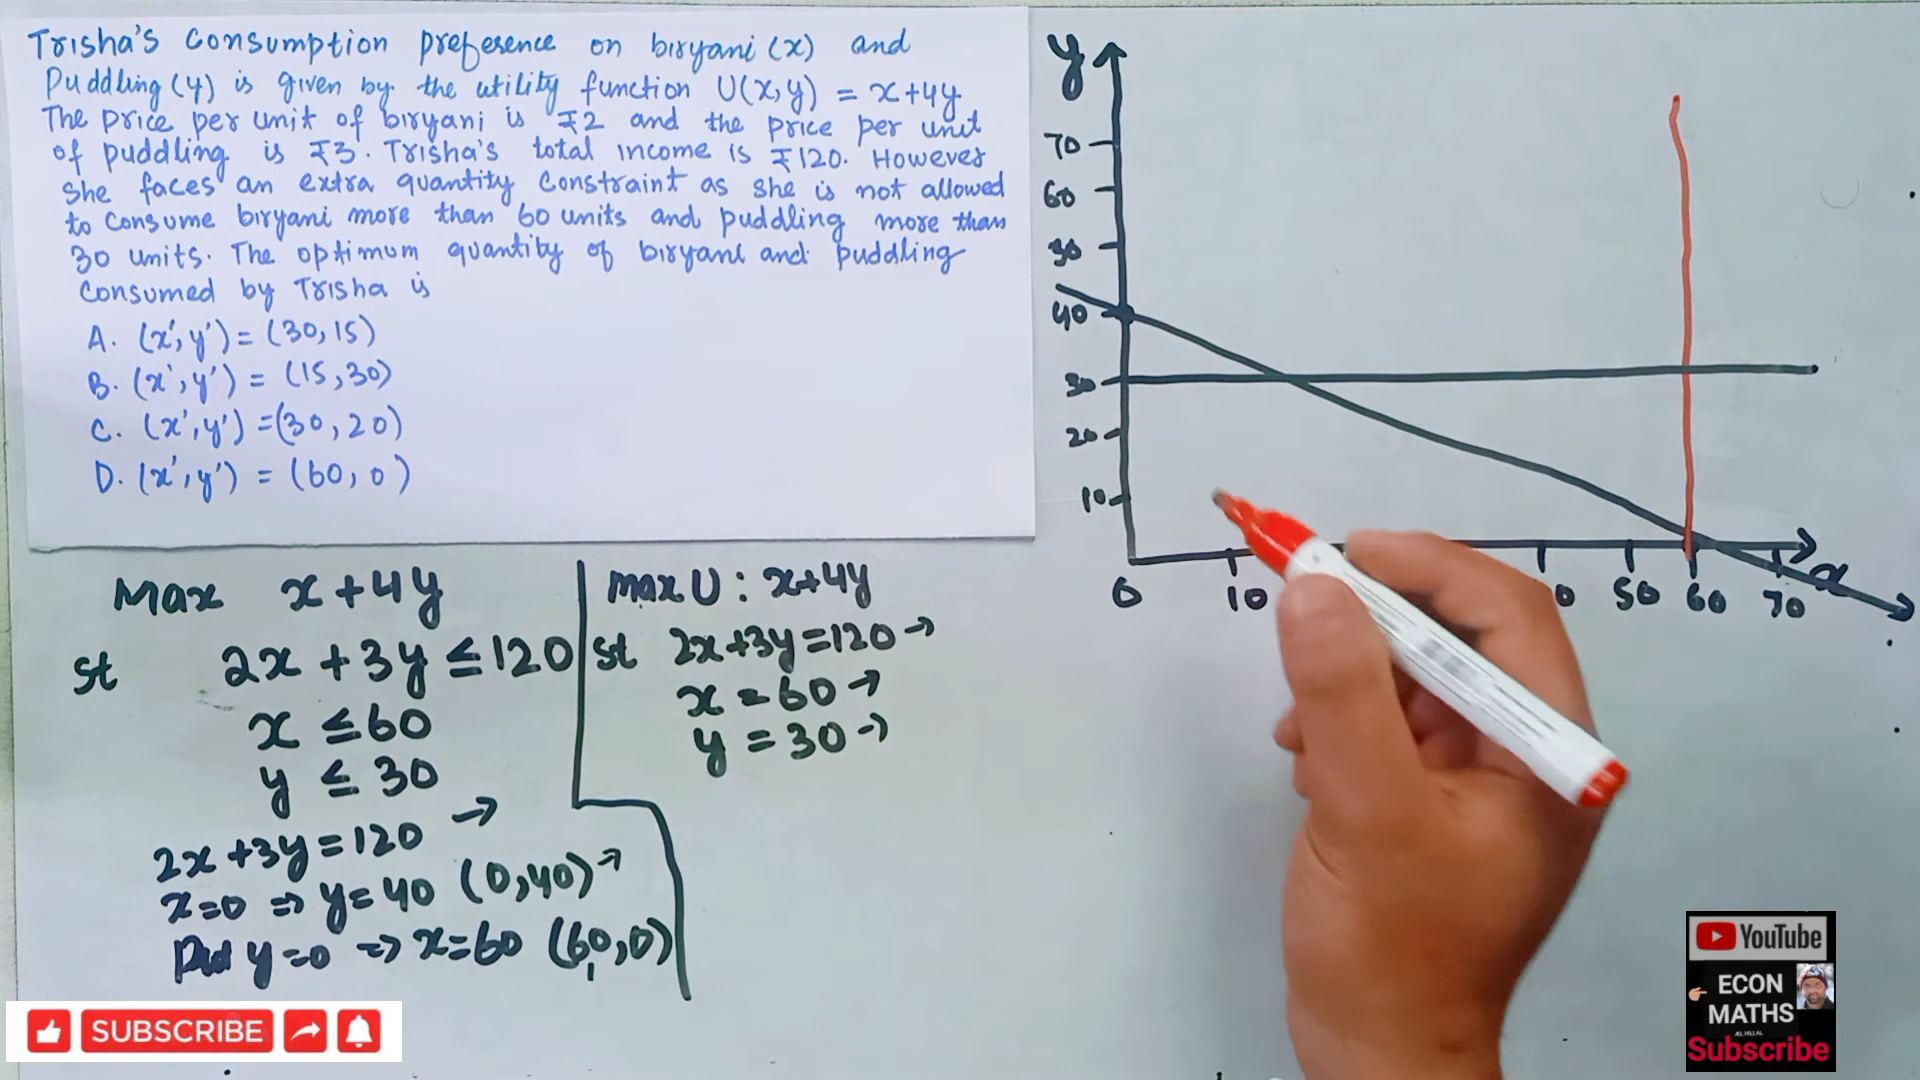 Trisha's Consumption preference on biryani (x) and
Puddling (y) is given by the utility function U(x,y) = x+4y
The price per unit of biryani is ₹2 and the price per unit
of puddling is ₹3. Trisha's total income is ₹120. However
She faces an extra quantity Constraint as she is not allowed
to Consume biryani more than 60 units and puddling more than
30 units. The optimum quantity of biryani and puddling
Consumed by Trisha is
A. (x', y') = (30, 15)
B. (x', y') = (15, 30)
C. (x', y') = (30, 20)
D. (x', y') = (60, 0)
Max x+4y
St 2x + 3y ≤ 120
x ≤ 60
y ≤ 30
2x + 3y = 120 →
x=0 ⇒ y = 40 (0,40) →
Put y=0 ⇒ x=60 (60,0)
max U : x+4y
St 2x+3y = 120 →
x = 60 →
y = 30 →
y
70
60
50
40
30
20
10
0 10 0 50 60 70 x
SUBSCRIBE
YouTube
ECON
MATHS
Subscribe